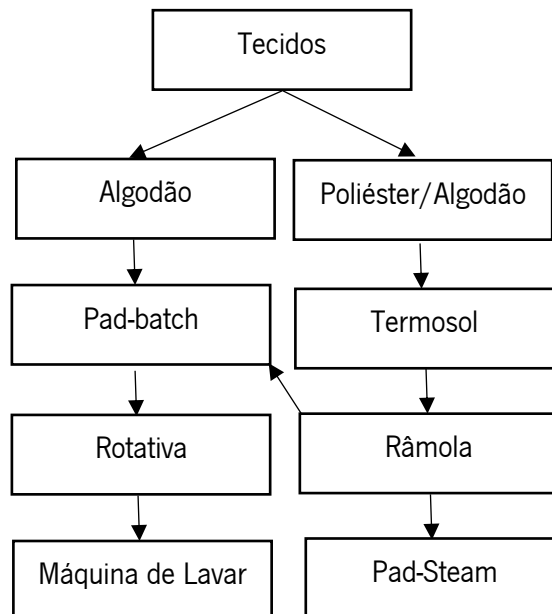 Tecidos
Algodão
Poliéster/Algodão
Pad-batch
Termosol
Rotativa
Râmola
Máquina de Lavar
Pad-Steam